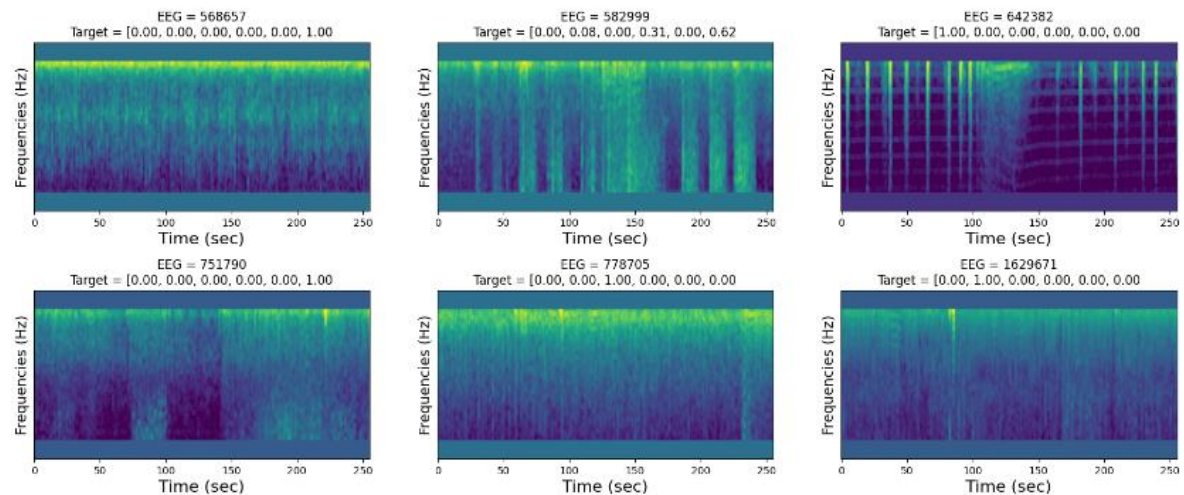 EEG = 568657
Target = [0.00, 0.00, 0.00, 0.00, 0.00, 1.00
Frequencies (Hz)
0 50 100 150 200 250
Time (sec)
EEG = 582999
Target = [0.00, 0.08, 0.00, 0.31, 0.00, 0.62
Frequencies (Hz)
0 50 100 150 200 250
Time (sec)
EEG = 642382
Target = [1.00, 0.00, 0.00, 0.00, 0.00, 0.00
Frequencies (Hz)
0 50 100 150 200 250
Time (sec)
EEG = 751790
Target = [0.00, 0.00, 0.00, 0.00, 0.00, 1.00
Frequencies (Hz)
0 50 100 150 200 250
Time (sec)
EEG = 778705
Target = [0.00, 0.00, 1.00, 0.00, 0.00, 0.00
Frequencies (Hz)
0 50 100 150 200 250
Time (sec)
EEG = 1629671
Target = [0.00, 1.00, 0.00, 0.00, 0.00, 0.00
Frequencies (Hz)
0 50 100 150 200 250
Time (sec)